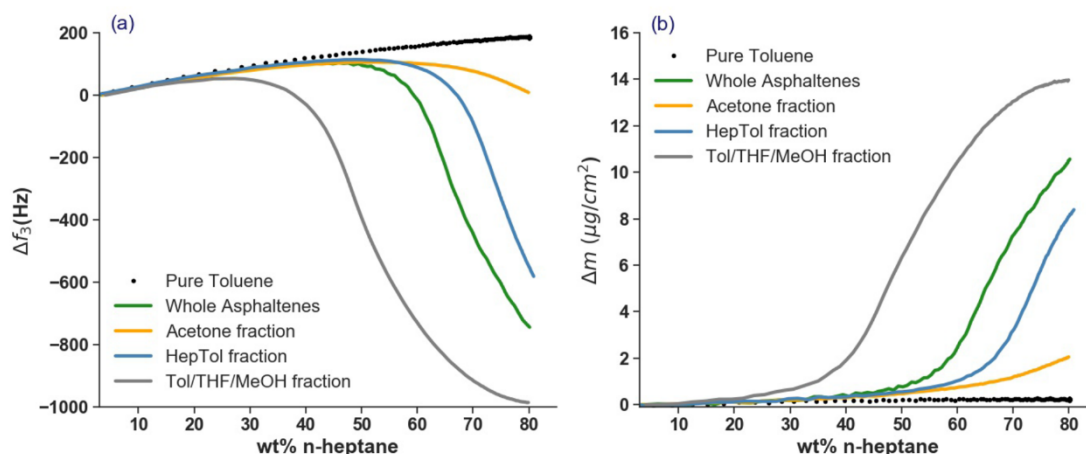 (a)
200
0
−200
−400
−600
−800
−1000
Δf₃(Hz)
Pure Toluene
Whole Asphaltenes
Acetone fraction
HepTol fraction
Tol/THF/MeOH fraction
10 20 30 40 50 60 70 80
wt% n-heptane
(b)
16
14
12
10
8
6
4
2
0
Δm (μg/cm²)
Pure Toluene
Whole Asphaltenes
Acetone fraction
HepTol fraction
Tol/THF/MeOH fraction
10 20 30 40 50 60 70 80
wt% n-heptane